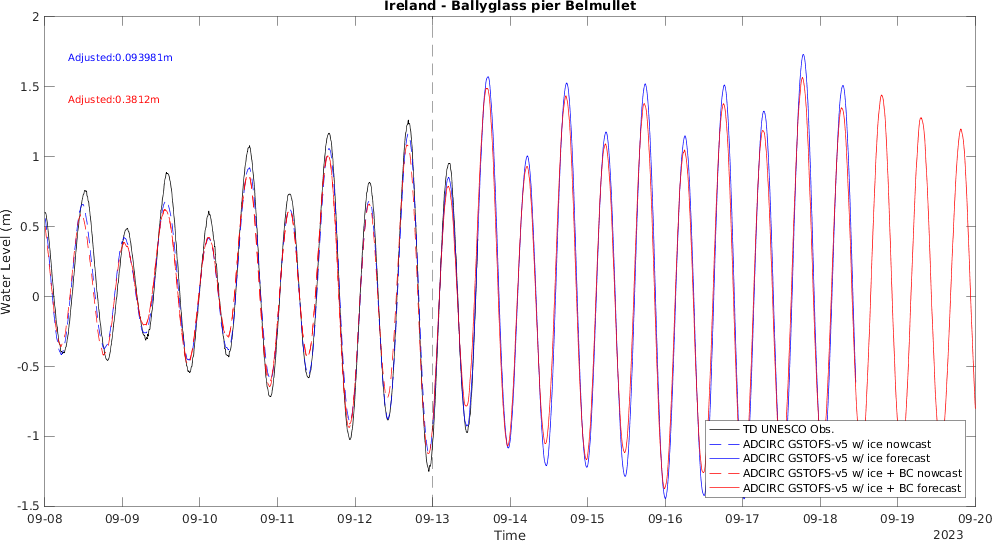 Ireland - Ballyglass pier Belmullet
2
1.5
1
0.5
0
-0.5
-1
-1.5
Water Level (m)
Adjusted:0.093981m
Adjusted:0.3812m
TD UNESCO Obs.
ADCIRC GSTOFS-v5 w/ ice nowcast
ADCIRC GSTOFS-v5 w/ ice forecast
ADCIRC GSTOFS-v5 w/ ice + BC nowcast
ADCIRC GSTOFS-v5 w/ ice + BC forecast
09-08 09-09 09-10 09-11 09-12 09-13 09-14 09-15 09-16 09-17 09-18 09-19 09-20
Time
2023